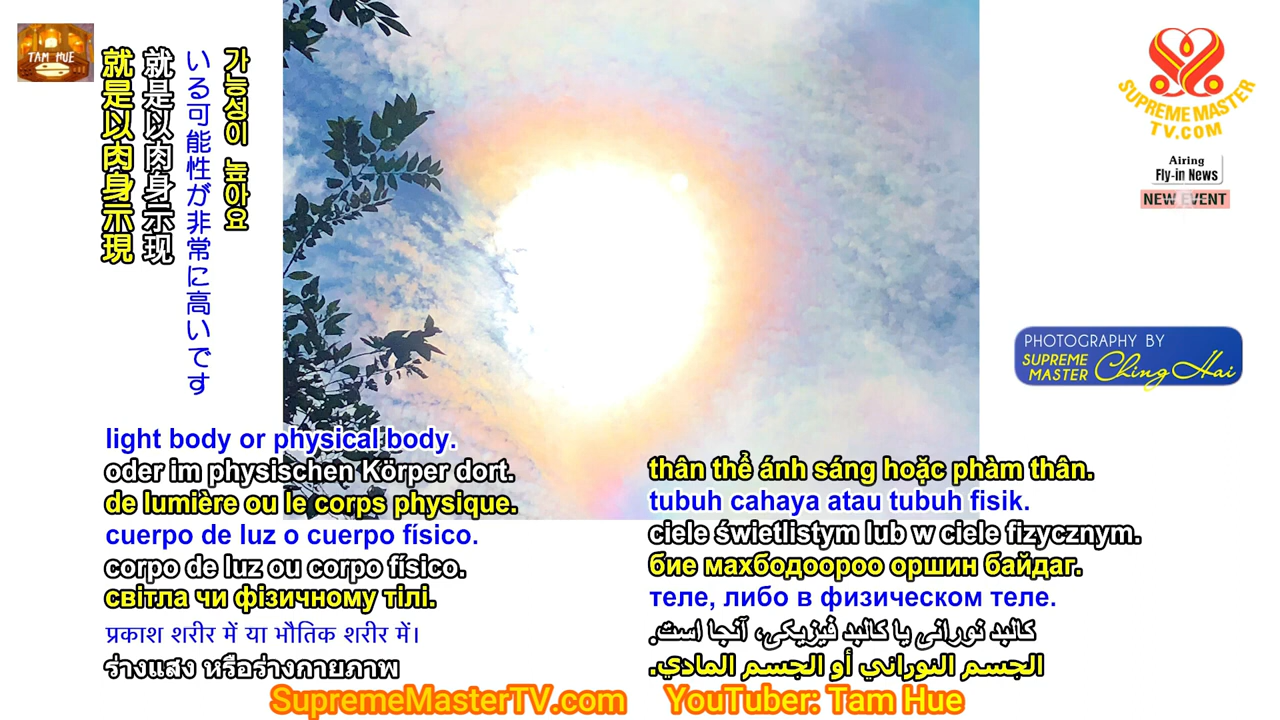 TAM HUE
就是以肉身示現
就是以肉身示现
いる可能性が非常に高いです
가능성이 높아요
SUPREME MASTER
TV.COM
Airing
Fly-in News
NEW EVENT
PHOTOGRAPHY BY
SUPREME
MASTER Ching Hai
light body or physical body.
oder im physischen Körper dort.
de lumière ou le corps physique.
cuerpo de luz o cuerpo físico.
corpo de luz ou corpo físico.
світла чи фізичному тілі.
प्रकाश शरीर में या भौतिक शरीर में।
ร่างแสง หรือร่างกายภาพ
thân thể ánh sáng hoặc phàm thân.
tubuh cahaya atau tubuh fisik.
ciele świetlistym lub w ciele fizycznym.
бие махбодоороо оршин байдаг.
теле, либо в физическом теле.
کالبد نورانی یا کالبد فیزیکی، آنجا است.
الجسم النوراني أو الجسم المادي.
SupremeMasterTV.com YouTuber: Tam Hue